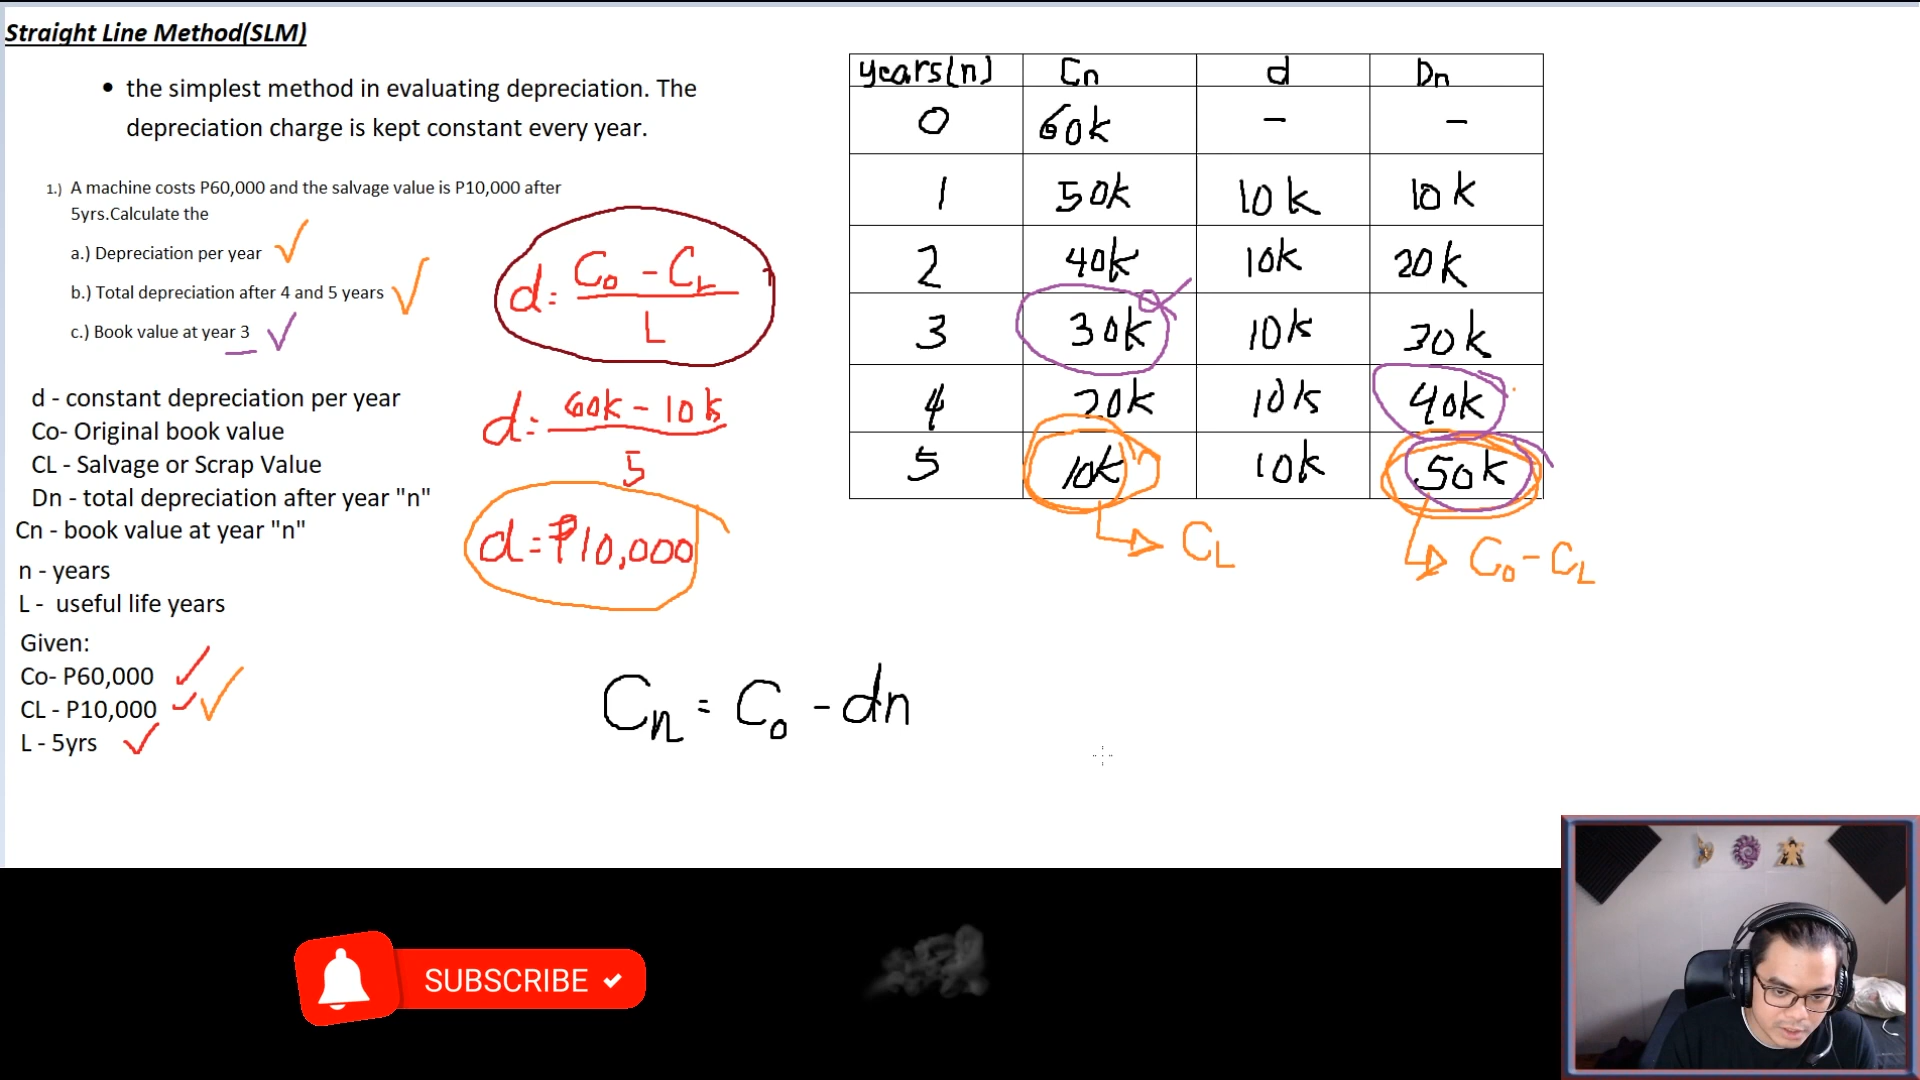 Straight Line Method(SLM)
• the simplest method in evaluating depreciation. The
depreciation charge is kept constant every year.
1.) A machine costs P60,000 and the salvage value is P10,000 after
5yrs.Calculate the
a.) Depreciation per year
b.) Total depreciation after 4 and 5 years
c.) Book value at year 3
d - constant depreciation per year
Co- Original book value
CL - Salvage or Scrap Value
Dn - total depreciation after year "n"
Cn - book value at year "n"
n - years
L - useful life years
Given:
Co- P60,000
CL - P10,000
L - 5yrs
d = Co - CL
L
d = 60k - 10k
5
d = ₱10,000
Cn = Co - dn
years(n) Cn d Dn
0 60k - -
1 50k 10k 10k
2 40k 10k 20k
3 30k 10k 30k
4 20k 10k 40k
5 10k 10k 50k
CL
Co - CL
SUBSCRIBE